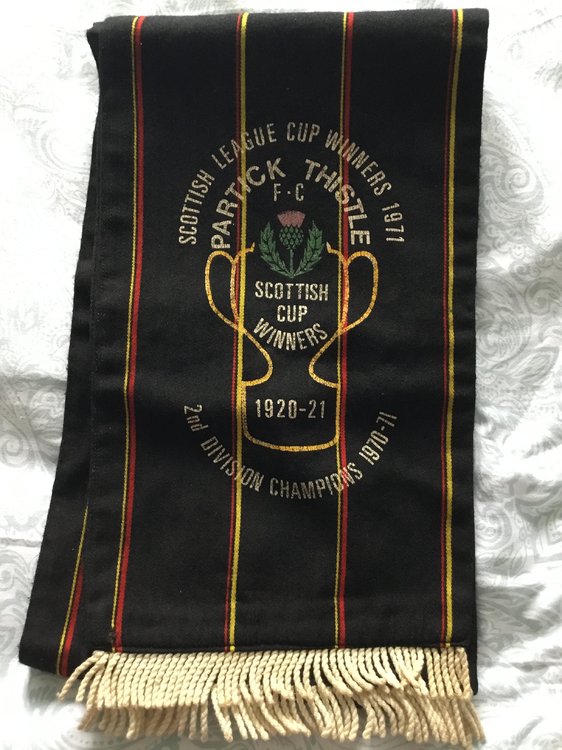 SCOTTISH LEAGUE CUP WINNERS 1971
PARTICK THISTLE
F·C
SCOTTISH
CUP
WINNERS
1920-21
2nd DIVISION CHAMPIONS 1970-71